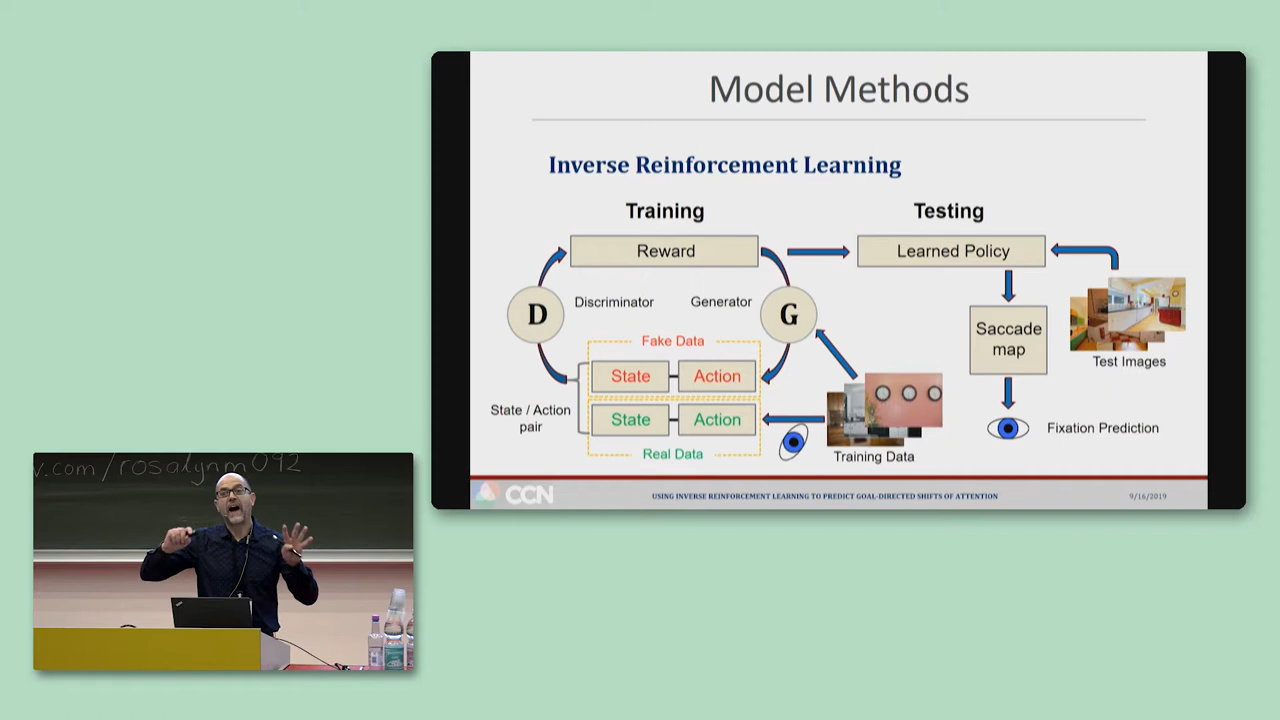 Model Methods
Inverse Reinforcement Learning
Training
Testing
Reward
Learned Policy
D
Discriminator
Generator
G
Fake Data
State
Action
State / Action
pair
State
Action
Real Data
Training Data
Saccade
map
Test Images
Fixation Prediction
CCN
USING INVERSE REINFORCEMENT LEARNING TO PREDICT GOAL-DIRECTED SHIFTS OF ATTENTION
9/16/2019
v.com/rosalynm092